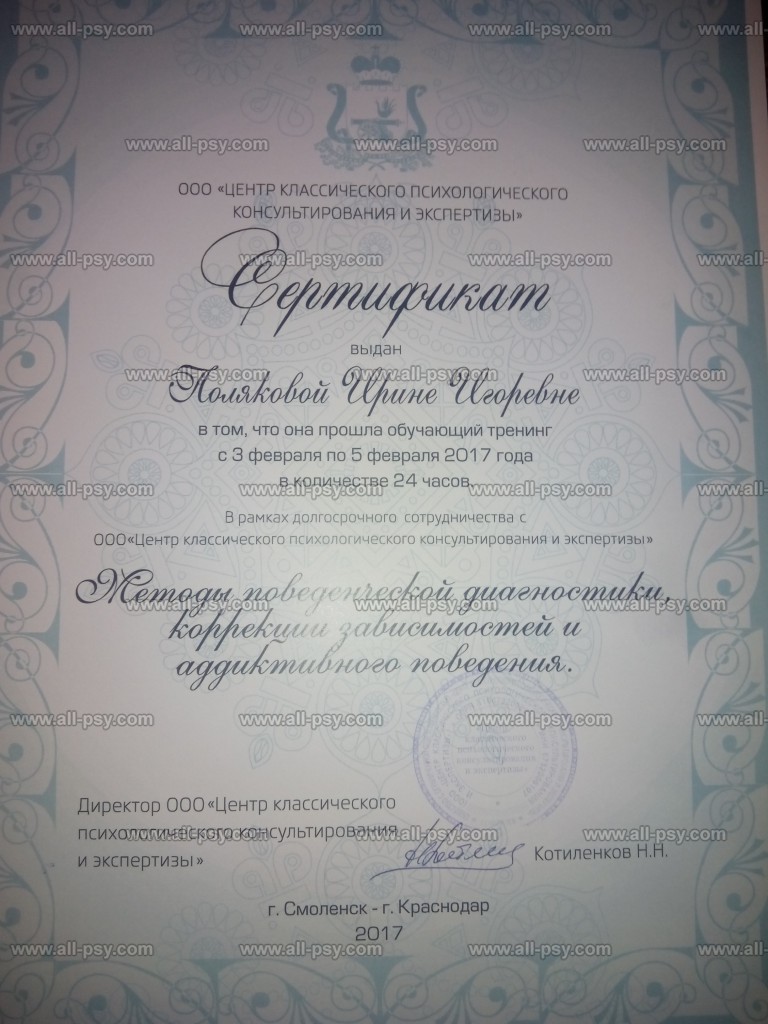 ООО «ЦЕНТР КЛАССИЧЕСКОГО ПСИХОЛОГИЧЕСКОГО
КОНСУЛЬТИРОВАНИЯ И ЭКСПЕРТИЗЫ»
Сертификат
выдан
Поляковой Ирине Игоревне
в том, что она прошла обучающий тренинг
с 3 февраля по 5 февраля 2017 года
в количестве 24 часов.
В рамках долгосрочного сотрудничества с
ООО«Центр классического психологического консультирования и экспертизы»
Методы поведенческой диагностики,
коррекции зависимостей и
аддиктивного поведения.
Директор ООО «Центр классического
психологического консультирования
и экспертизы»
Котиленков Н.Н.
г. Смоленск - г. Краснодар
2017
www.all-psy.com